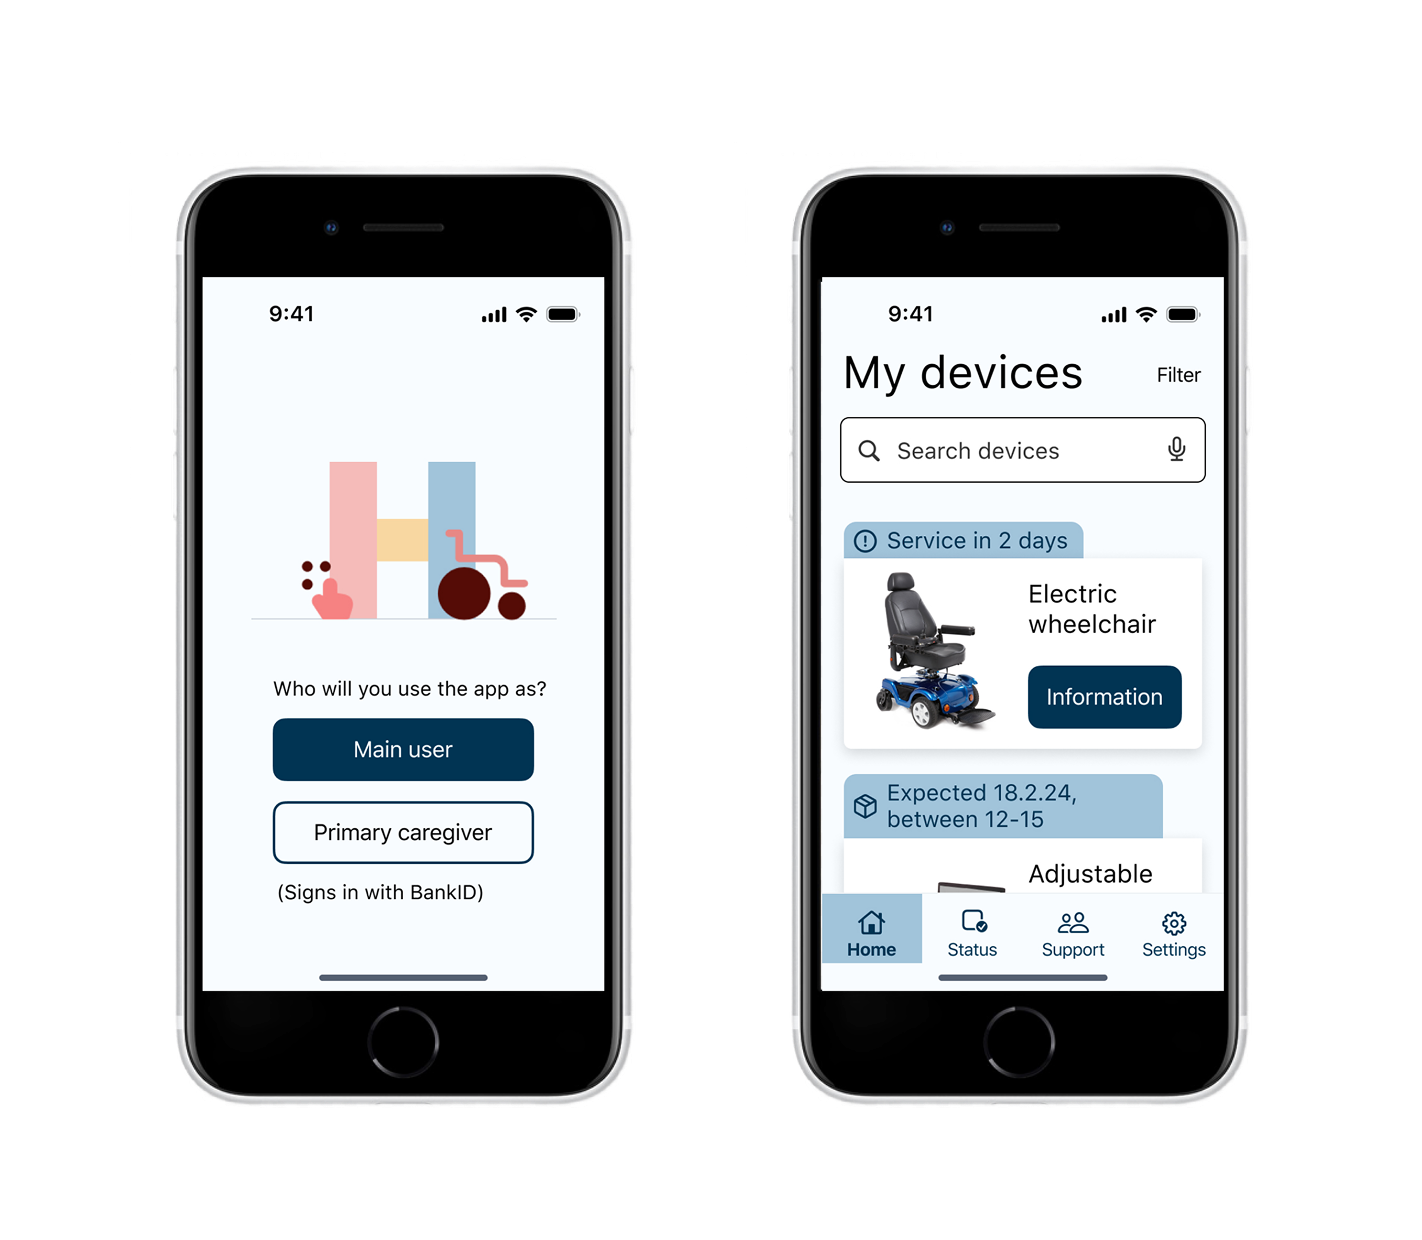 9:41
Who will you use the app as?
Main user
Primary caregiver
(Signs in with BankID)
9:41
My devices
Filter
Search devices
Service in 2 days
Electric
wheelchair
Information
Expected 18.2.24,
between 12-15
Adjustable
Home
Status
Support
Settings